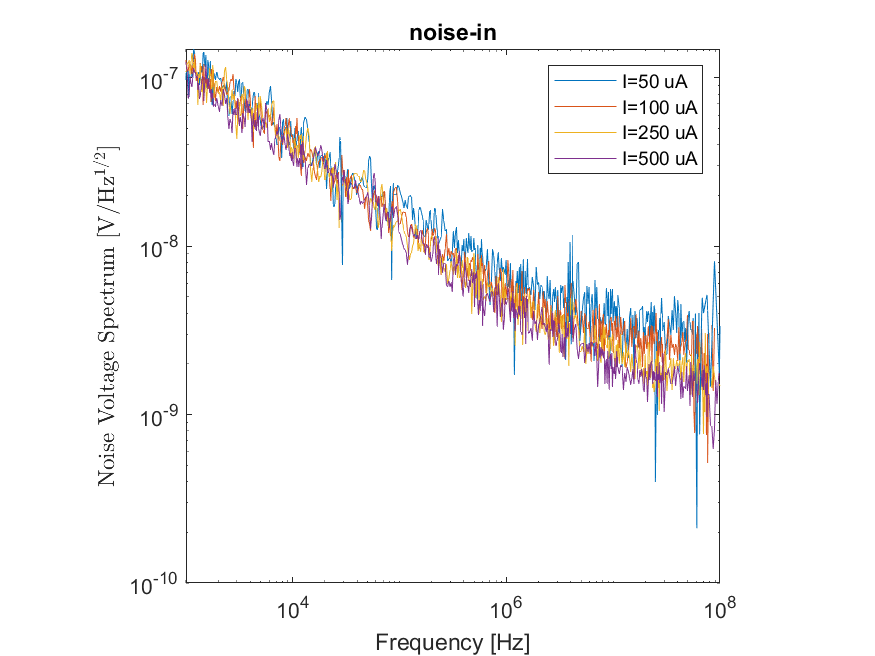 noise-in
I=50 uA
I=100 uA
I=250 uA
I=500 uA
Noise Voltage Spectrum [V/Hz^{1/2}]
10^{-7}
10^{-8}
10^{-9}
10^{-10}
10^{4} 10^{6} 10^{8}
Frequency [Hz]